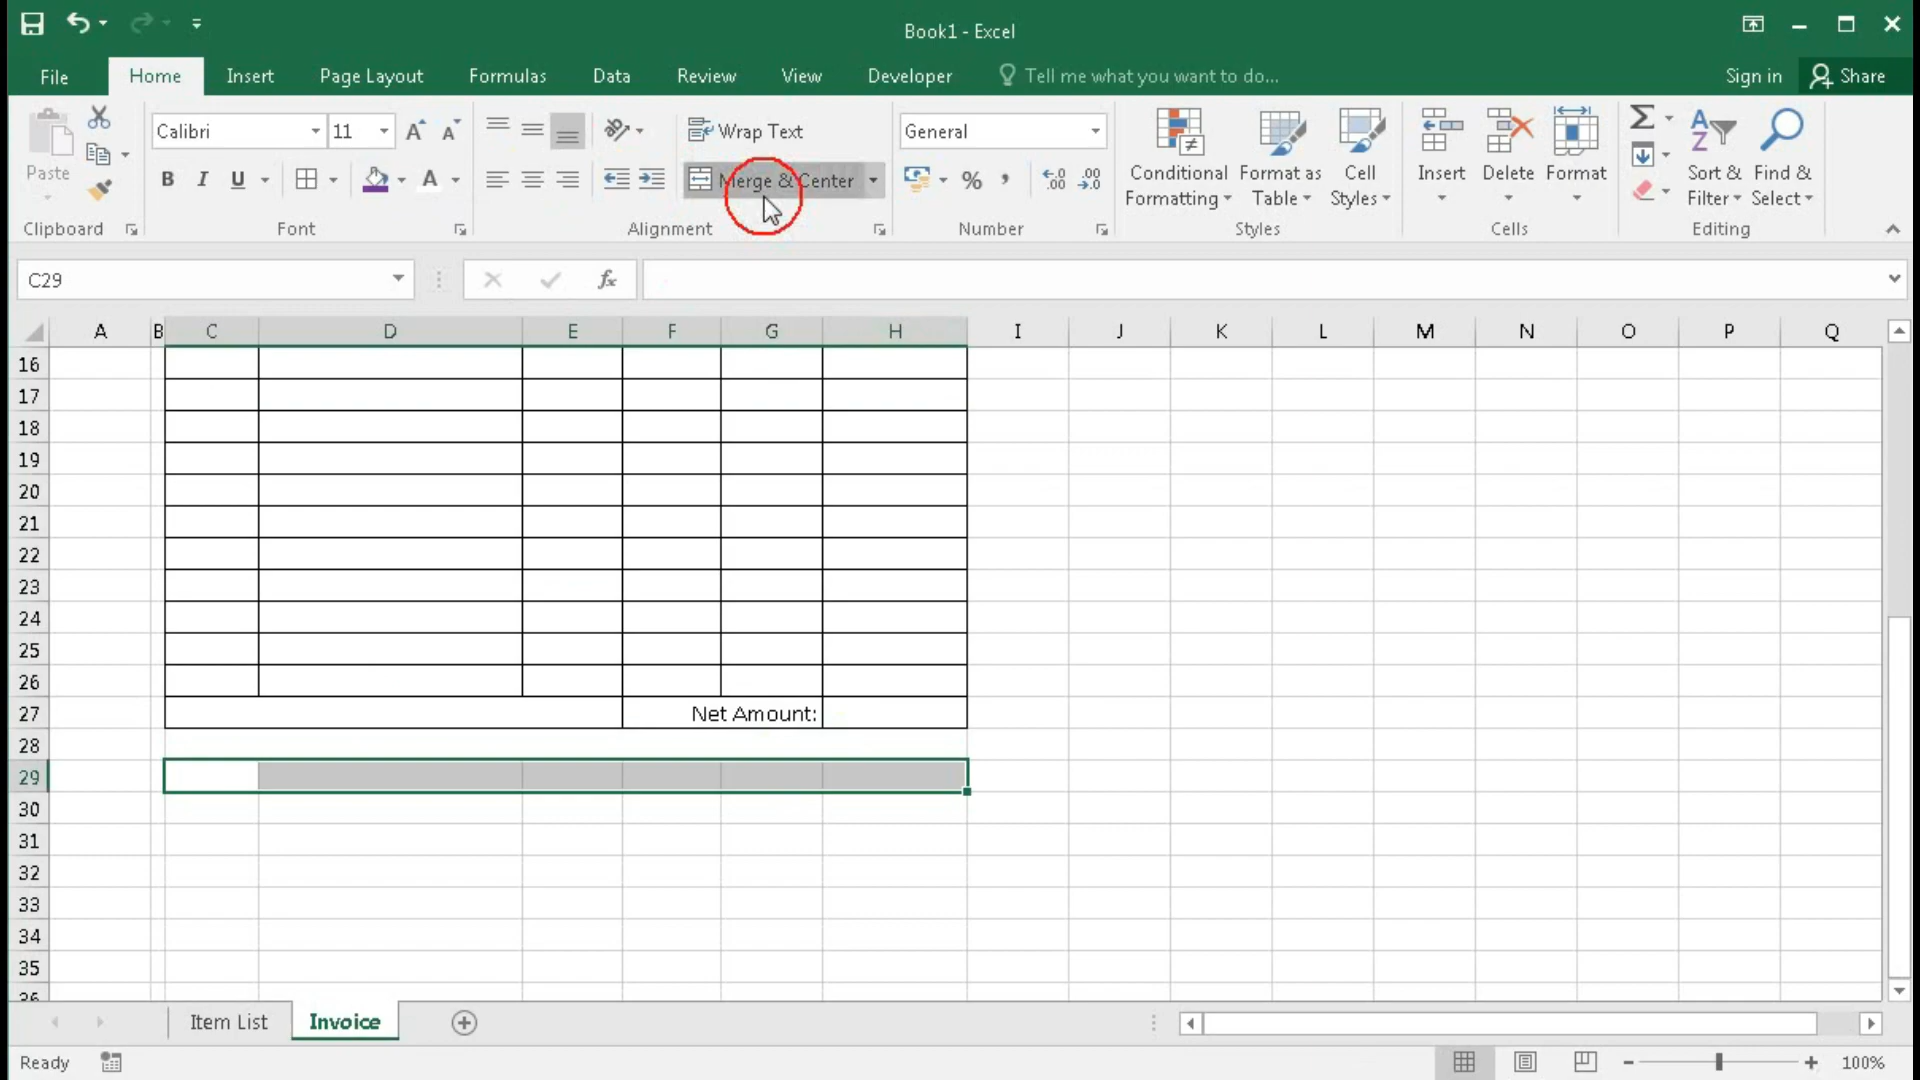 Book1 - Excel
File Home Insert Page Layout Formulas Data Review View Developer Tell me what you want to do... Sign in Share
Calibri 11 A A Wrap Text General
Paste B I U A Merge & Center % , Conditional Formatting Format as Table Cell Styles Insert Delete Format Sort & Filter Find & Select
Clipboard Font Alignment Number Styles Cells Editing
C29 fx
A B C D E F G H I J K L M N O P Q
16
17
18
19
20
21
22
23
24
25
26
27 Net Amount:
28
29
30
31
32
33
34
35
36
Item List Invoice
Ready 100%